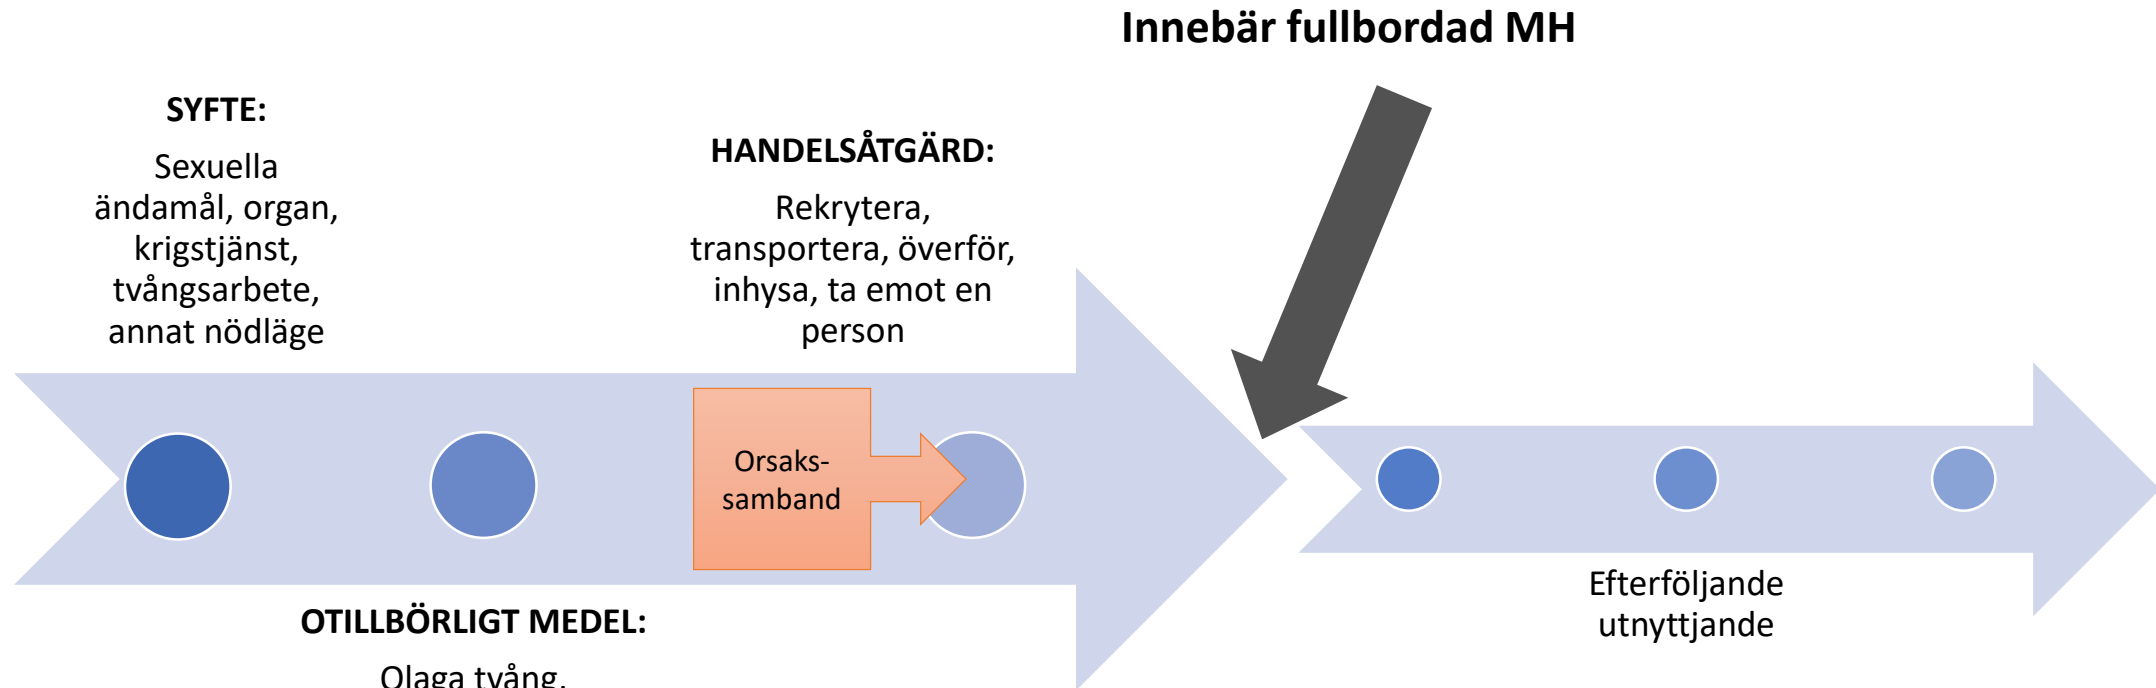 Innebär fullbordad MH
SYFTE:
Sexuella
ändamål, organ,
krigstjänst,
tvångsarbete,
annat nödläge
HANDELSÅTGÄRD:
Rekrytera,
transportera, överför,
inhysa, ta emot en
person
Orsaks-
samband
OTILLBÖRLIGT MEDEL:
Olaga tvång,
Efterföljande
utnyttjande